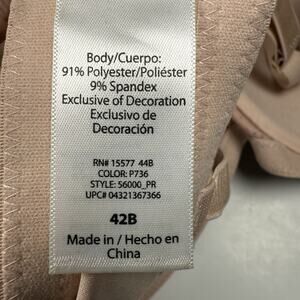 Body/Cuerpo:
91% Polyester/Poliéster
9% Spandex
Exclusive of Decoration
Exclusivo de
Decoración
RN# 15577 44B
COLOR: P736
STYLE: 56000_PR
UPC# 04321367366
42B
Made in / Hecho en
China